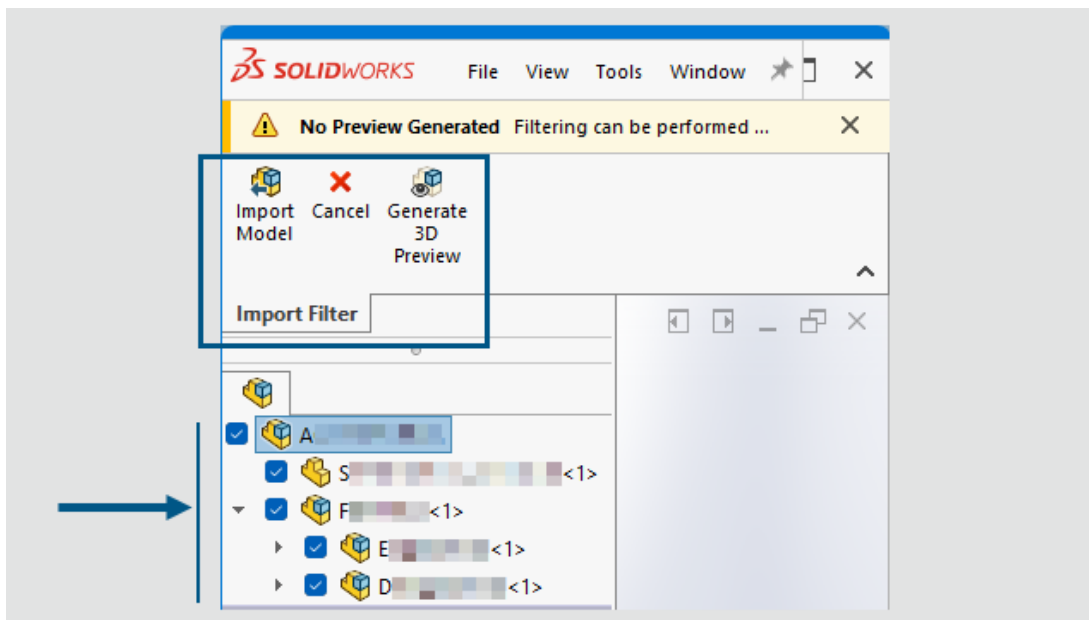 SOLIDWORKS File View Tools Window
No Preview Generated Filtering can be performed ...
Import Model
Cancel
Generate 3D Preview
Import Filter
A
S <1>
F <1>
E <1>
D <1>